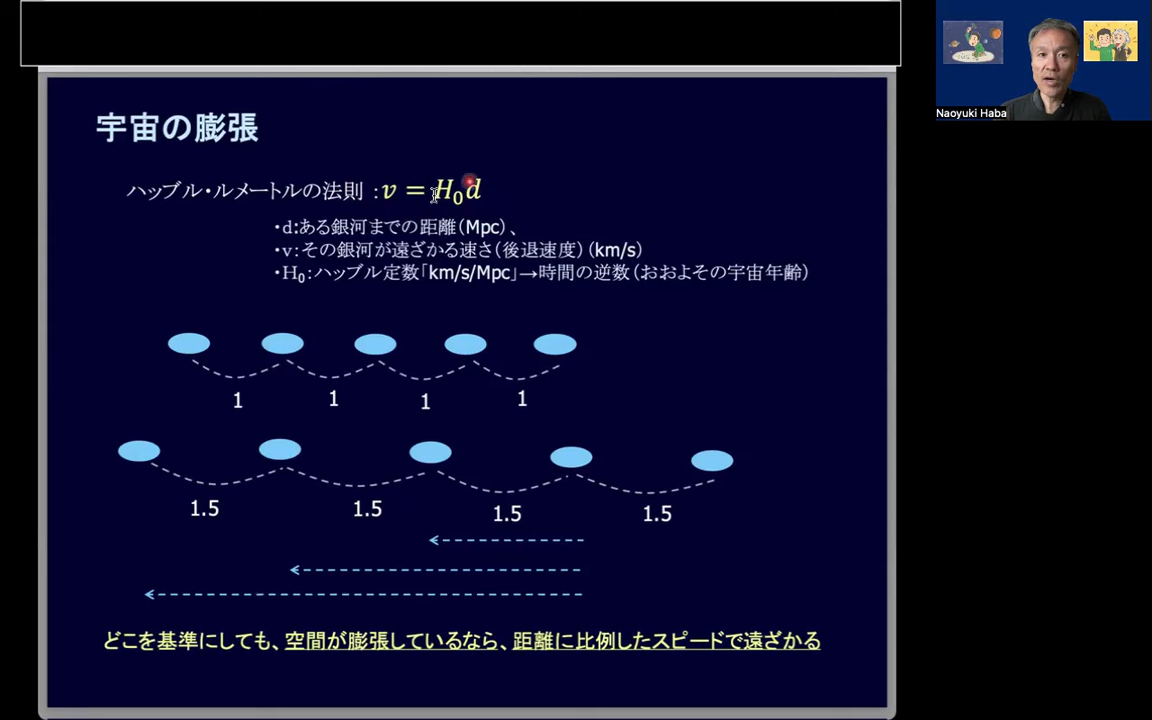 宇宙の膨張
ハッブル・ルメートルの法則：v = H₀d
・d:ある銀河までの距離(Mpc)、
・v:その銀河が遠ざかる速さ(後退速度)(km/s)
・H₀:ハッブル定数「km/s/Mpc」→時間の逆数(おおよその宇宙年齢)
1 1 1 1
1.5 1.5 1.5 1.5
どこを基準にしても、空間が膨張しているなら、距離に比例したスピードで遠ざかる
Naoyuki Haba